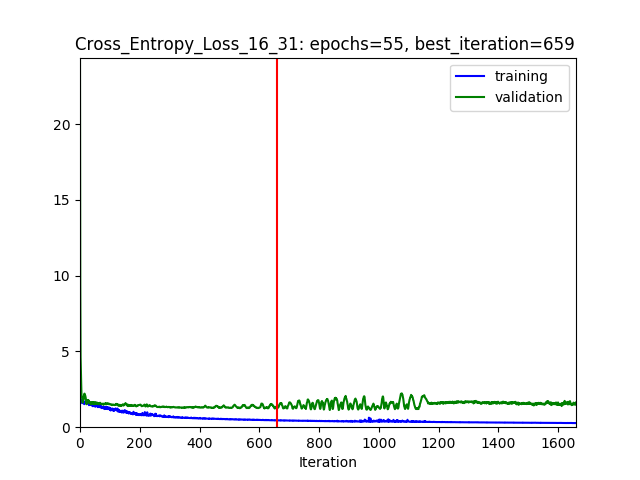 Cross_Entropy_Loss_16_31: epochs=55, best_iteration=659
training
validation
20
15
10
5
0
0 200 400 600 800 1000 1200 1400 1600
Iteration